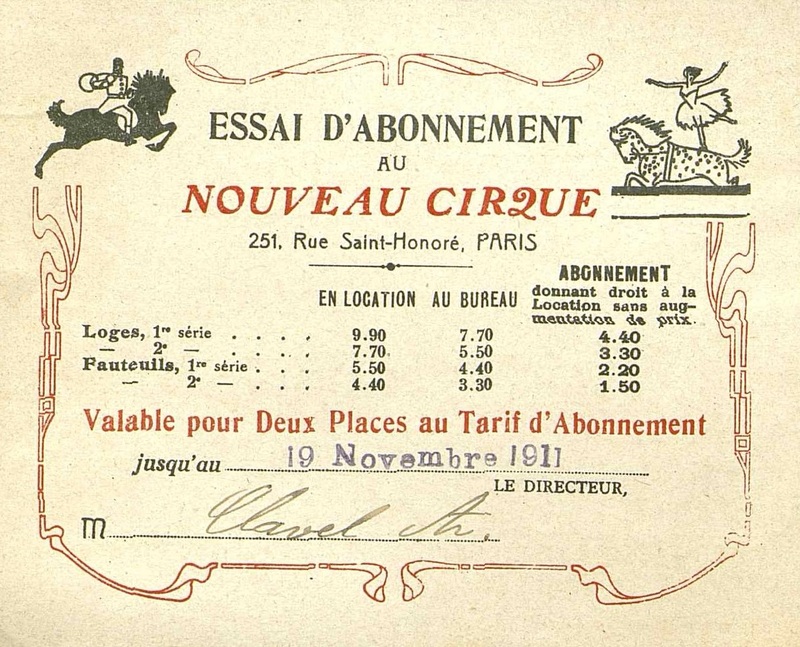 ESSAI D'ABONNEMENT
AU
NOUVEAU CIRQUE
251, Rue Saint-Honoré, PARIS
EN LOCATION AU BUREAU ABONNEMENT donnant droit à la Location sans aug- mentation de prix.
Loges, 1re série . . . . 9.90 7.70 4.40
— 2e — . . . . 7.70 5.50 3.30
Fauteuils, 1re série . . . . 5.50 4.40 2.20
— 2e — . . . . 4.40 3.30 1.50
Valable pour Deux Places au Tarif d'Abonnement
jusqu'au 19 Novembre 1911
LE DIRECTEUR,
M Clavel